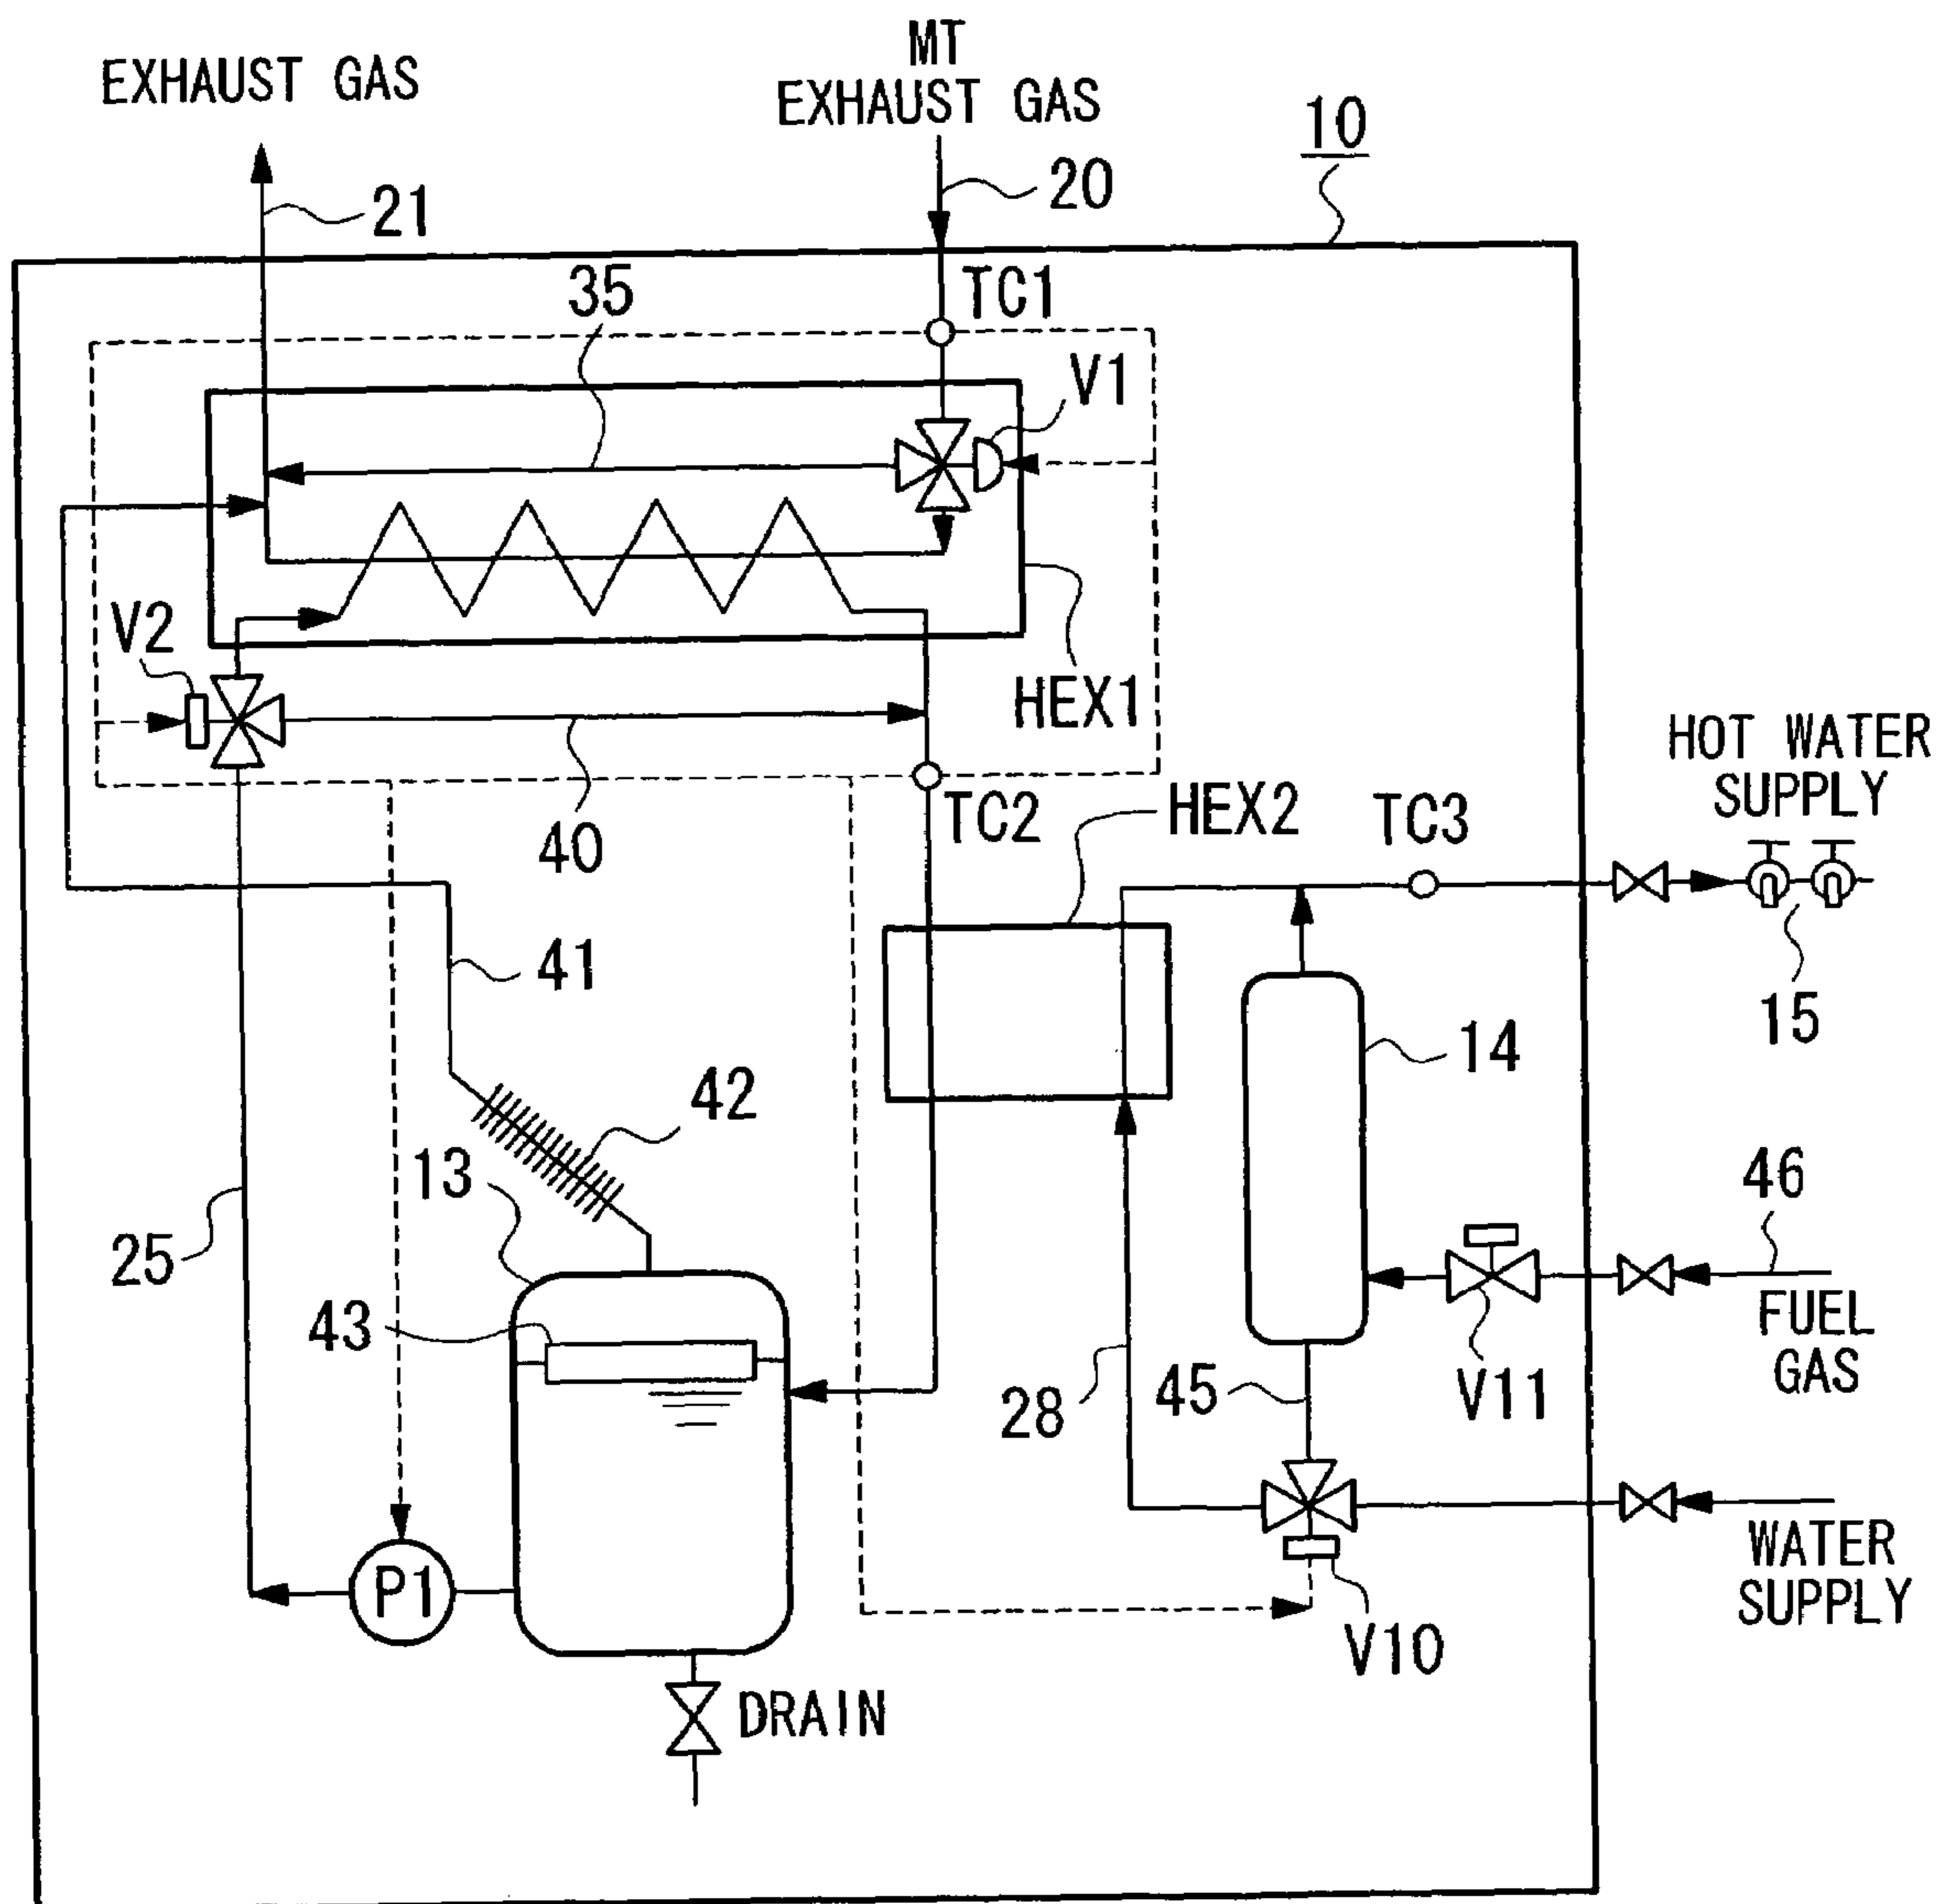 MT
EXHAUST GAS
EXHAUST GAS
10
20
21
TC1
35
V1
V2
HEX1
HOT WATER
SUPPLY
TC2
HEX2
TC3
40
41
15
14
42
13
46
25
43
FUEL
GAS
V11
45
28
P1
WATER
SUPPLY
V10
DRAIN